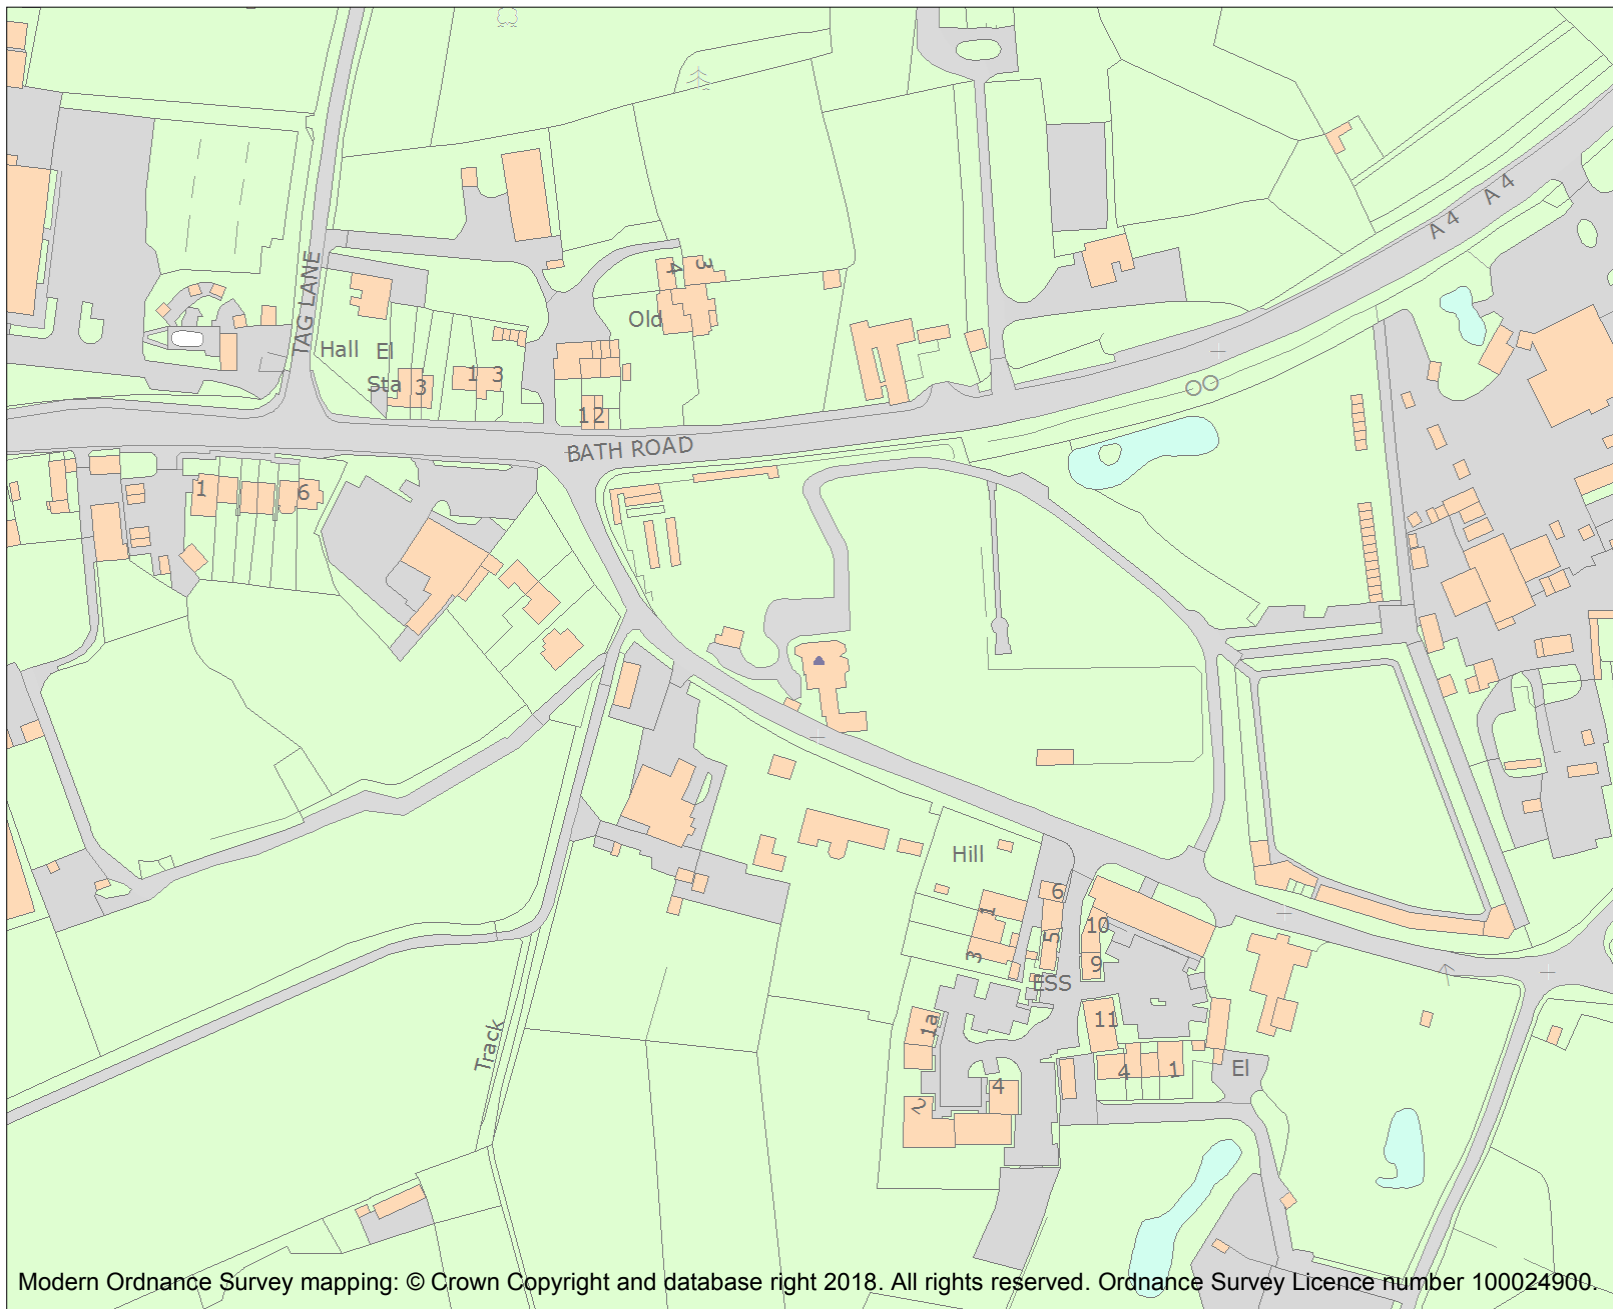 A 4
A 4
TAG LANE
4
3
Old
Hall
El
Sta
3
1
3
12
BATH ROAD
1
6
Hill
6
1
10
5
3
9
ESS
11
1a
4
1
El
4
2
Track
Modern Ordnance Survey mapping: © Crown Copyright and database right 2018. All rights reserved. Ordnance Survey Licence number 100024900.